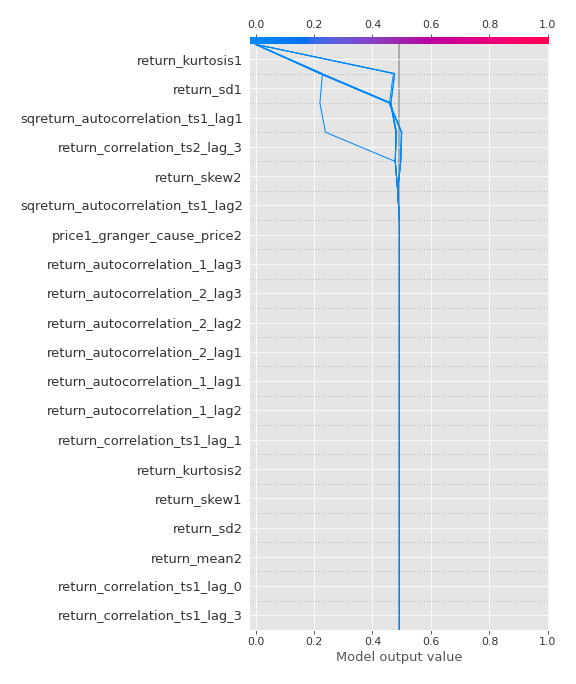 0.0 0.2 0.4 0.6 0.8 1.0
return_kurtosis1
return_sd1
sqreturn_autocorrelation_ts1_lag1
return_correlation_ts2_lag_3
return_skew2
sqreturn_autocorrelation_ts1_lag2
price1_granger_cause_price2
return_autocorrelation_1_lag3
return_autocorrelation_2_lag3
return_autocorrelation_2_lag2
return_autocorrelation_2_lag1
return_autocorrelation_1_lag1
return_autocorrelation_1_lag2
return_correlation_ts1_lag_1
return_kurtosis2
return_skew1
return_sd2
return_mean2
return_correlation_ts1_lag_0
return_correlation_ts1_lag_3
0.0 0.2 0.4 0.6 0.8 1.0
Model output value